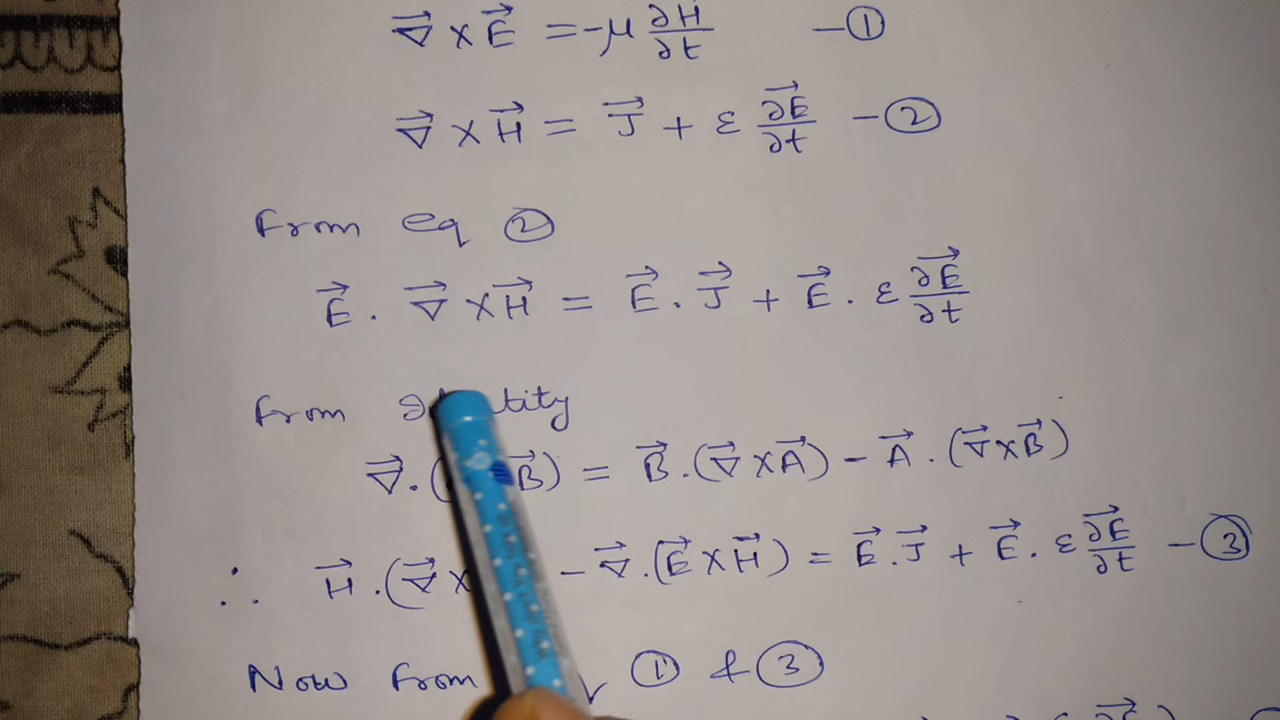 ∇⃗ × E⃗ = -μ ∂H/∂t — ①
∇⃗ × H⃗ = J⃗ + ε ∂E⃗/∂t — ②
From eq ②
E⃗ . ∇⃗ × H⃗ = E⃗ . J⃗ + E⃗ . ε ∂E⃗/∂t
From
∇⃗ . ( B⃗) = B⃗ . (∇⃗ × A⃗) - A⃗ . (∇⃗ × B⃗)
∴ H⃗ . (∇⃗ × - ∇⃗ . (E⃗ × H⃗) = E⃗ . J⃗ + E⃗ . ε ∂E⃗/∂t — ③
Now from ① & ③